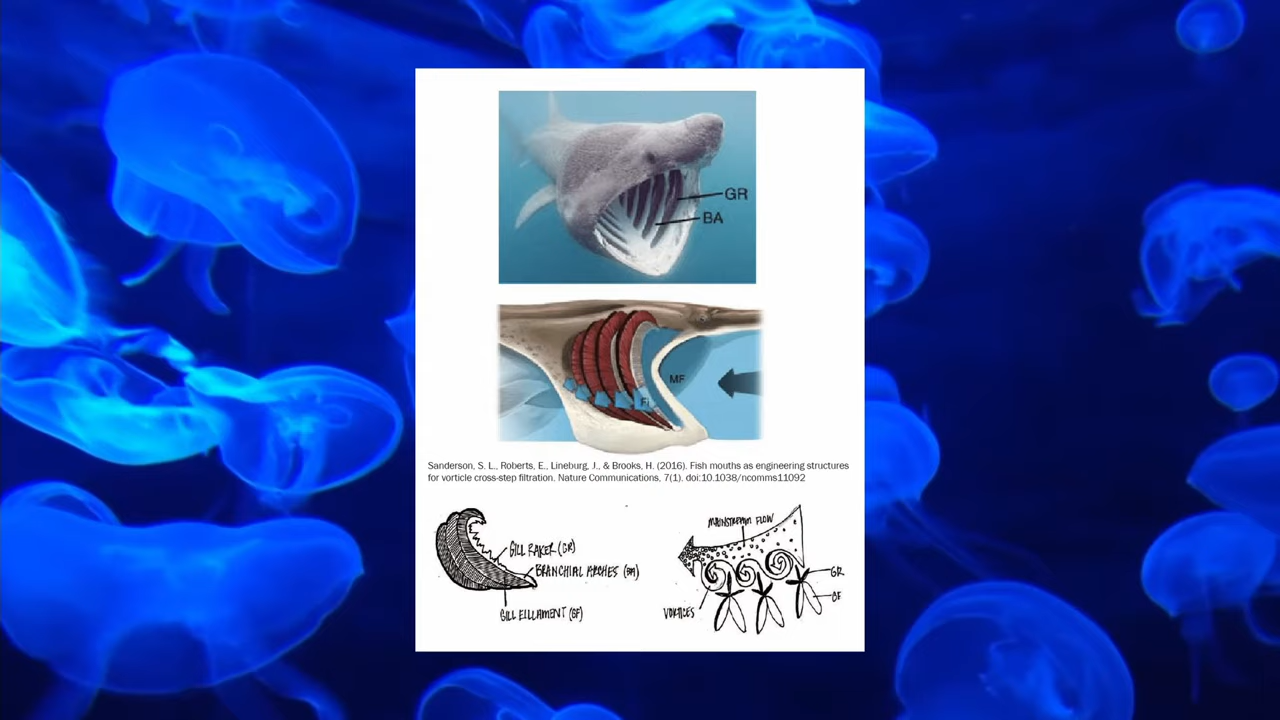 GR
BA
MF
Fi
Sanderson, S. L., Roberts, E., Lineburg, J., & Brooks, H. (2016). Fish mouths as engineering structures
for vorticle cross-step filtration. Nature Communications, 7(1). doi:10.1038/ncomms11092
GILL RAKER (GR)
BRANCHIAL ARCHES (BA)
GILL FILLAMENT (GF)
MAINSTREAM FLOW
GR
GF
VORTICES